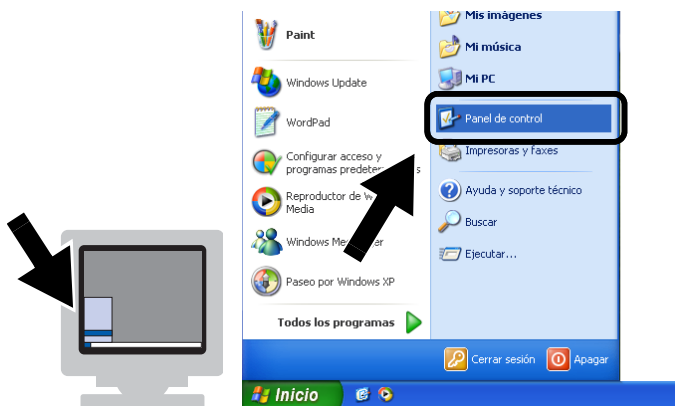 Paint
Windows Update
WordPad
Configurar acceso y
programas
Reproductor de
Media
Windows
Paseo por Windows XP
Todos los programas
Mis imágenes
Mi música
Mi PC
Panel de control
Impresoras y faxes
Ayuda y soporte técnico
Buscar
Ejecutar...
Cerrar sesión
Apagar
Inicio